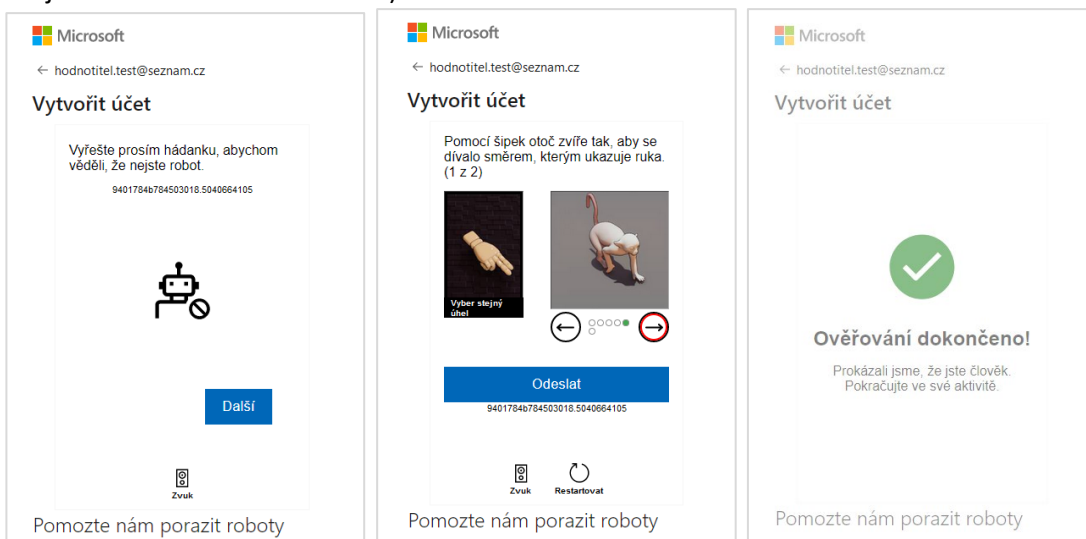 Microsoft
← hodnotitel.test@seznam.cz
Vytvořit účet
Vyřešte prosím hádanku, abychom
věděli, že nejste robot.
9401784b784503018.5040664105
Další
Zvuk
Pomozte nám porazit roboty
Microsoft
← hodnotitel.test@seznam.cz
Vytvořit účet
Pomocí šipek otoč zvíře tak, aby se
dívalo směrem, kterým ukazuje ruka.
(1 z 2)
Vyber stejný
úhel
Odeslat
9401784b784503018.5040664105
Zvuk Restartovat
Pomozte nám porazit roboty
Microsoft
← hodnotitel.test@seznam.cz
Vytvořit účet
Ověřování dokončeno!
Prokázali jsme, že jste člověk.
Pokračujte ve své aktivitě.
Pomozte nám porazit roboty